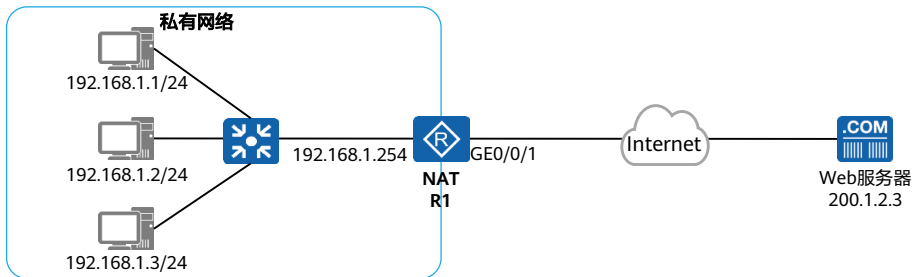 私有网络
192.168.1.1/24
192.168.1.2/24
192.168.1.3/24
192.168.1.254
R
GE0/0/1
NAT
R1
Internet
.COM
Web服务器
200.1.2.3